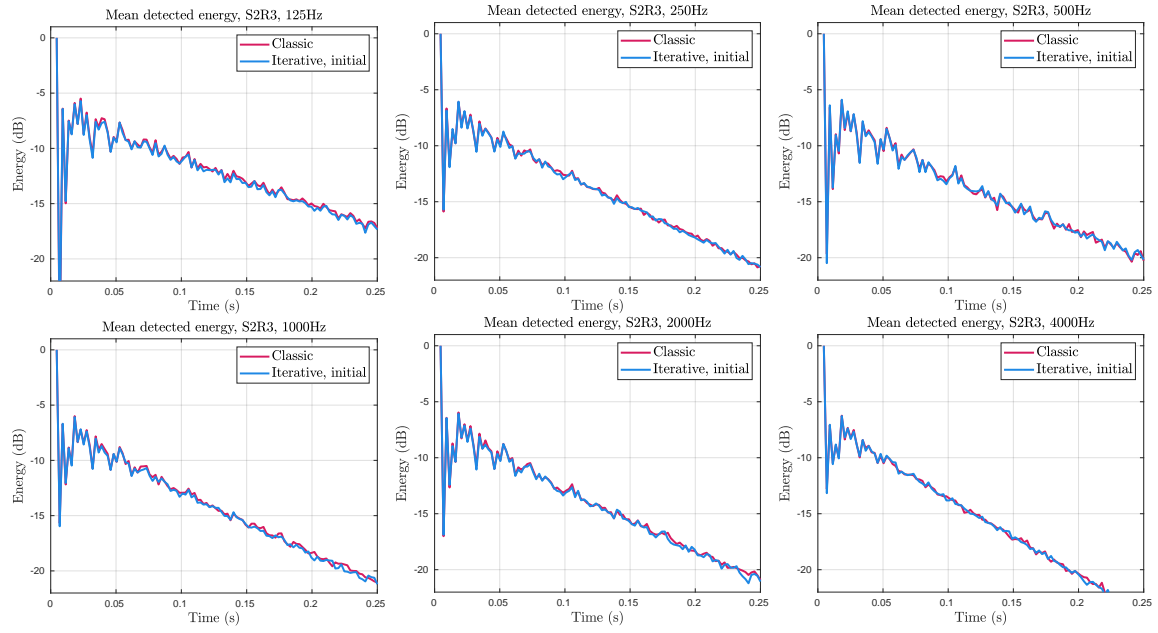 Mean detected energy, S2R3, 125Hz
Classic
Iterative, initial
0
-5
-10
-15
-20
Energy (dB)
0
0.05
0.1
0.15
0.2
0.25
Time (s)
Mean detected energy, S2R3, 250Hz
Classic
Iterative, initial
0
-5
-10
-15
-20
Energy (dB)
0
0.05
0.1
0.15
0.2
0.25
Time (s)
Mean detected energy, S2R3, 500Hz
Classic
Iterative, initial
0
-5
-10
-15
-20
Energy (dB)
0
0.05
0.1
0.15
0.2
0.25
Time (s)
Mean detected energy, S2R3, 1000Hz
Classic
Iterative, initial
0
-5
-10
-15
-20
Energy (dB)
0
0.05
0.1
0.15
0.2
0.25
Time (s)
Mean detected energy, S2R3, 2000Hz
Classic
Iterative, initial
0
-5
-10
-15
-20
Energy (dB)
0
0.05
0.1
0.15
0.2
0.25
Time (s)
Mean detected energy, S2R3, 4000Hz
Classic
Iterative, initial
0
-5
-10
-15
-20
Energy (dB)
0
0.05
0.1
0.15
0.2
0.25
Time (s)